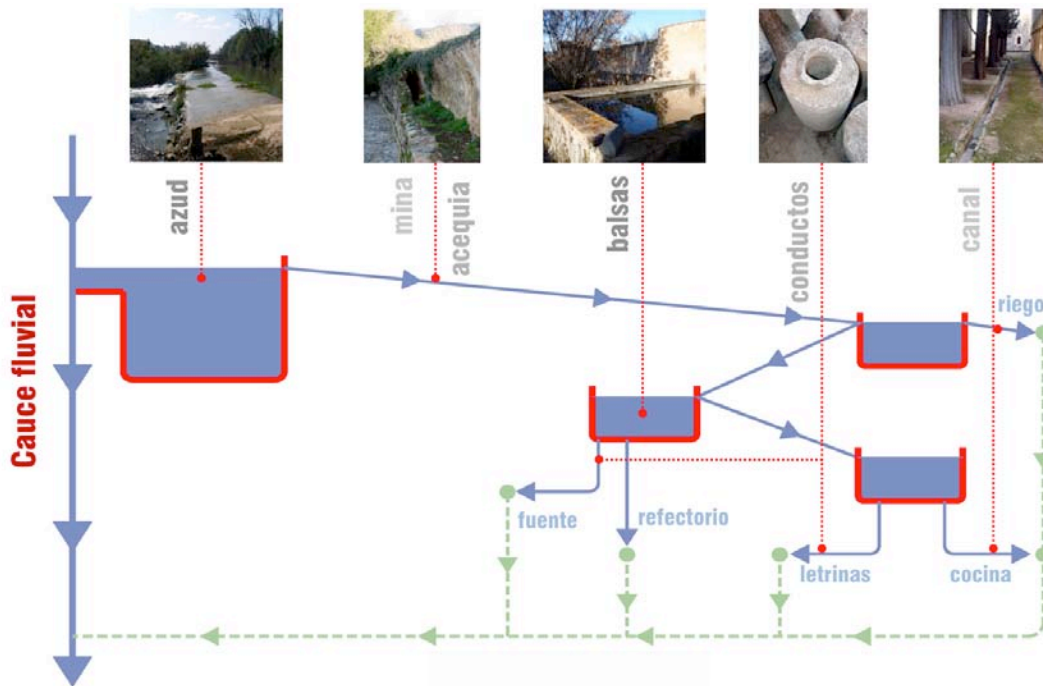 azud
mina
acequia
balsas
conductos
canal
Cauce fluvial
riego
fuente
refectorio
letrinas
cocina